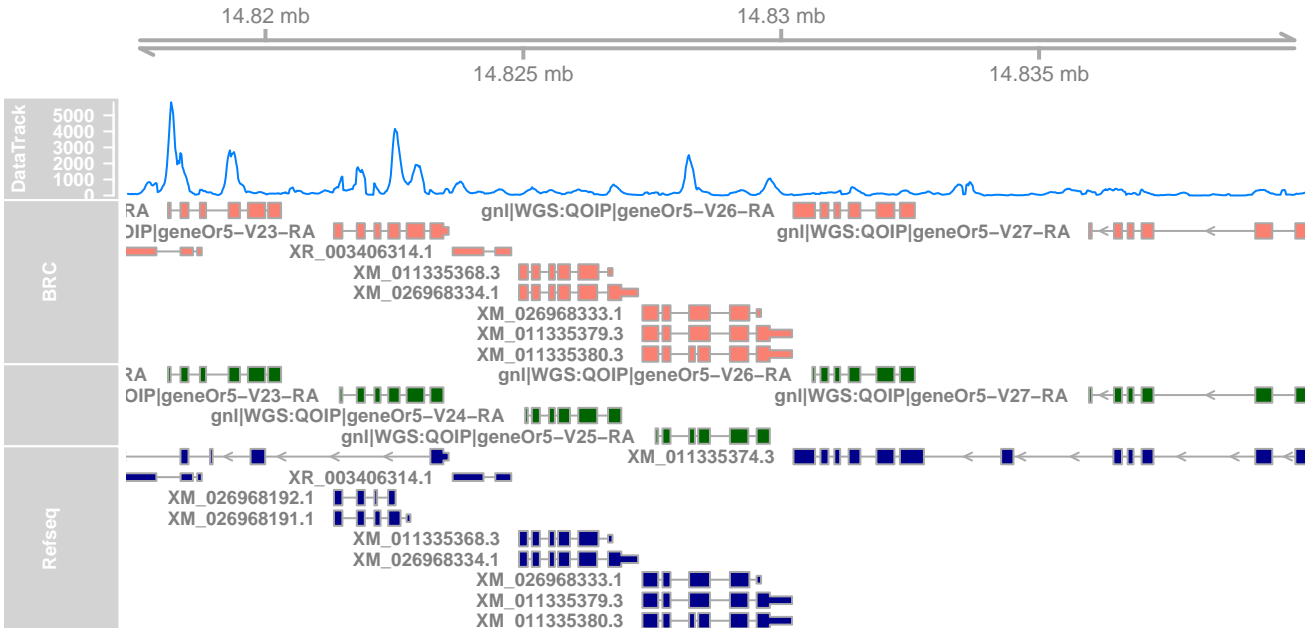 14.82 mb
14.83 mb
14.825 mb
14.835 mb
DataTrack
5000
4000
3000
2000
1000
0
BRC
RA
gnl|WGS:QOIP|geneOr5−V26−RA
OIP|geneOr5−V23−RA
gnl|WGS:QOIP|geneOr5−V27−RA
XR_003406314.1
XM_011335368.3
XM_026968334.1
XM_026968333.1
XM_011335379.3
XM_011335380.3
RA
gnl|WGS:QOIP|geneOr5−V26−RA
OIP|geneOr5−V23−RA
gnl|WGS:QOIP|geneOr5−V27−RA
gnl|WGS:QOIP|geneOr5−V24−RA
gnl|WGS:QOIP|geneOr5−V25−RA
Refseq
XM_011335374.3
XR_003406314.1
XM_026968192.1
XM_026968191.1
XM_011335368.3
XM_026968334.1
XM_026968333.1
XM_011335379.3
XM_011335380.3